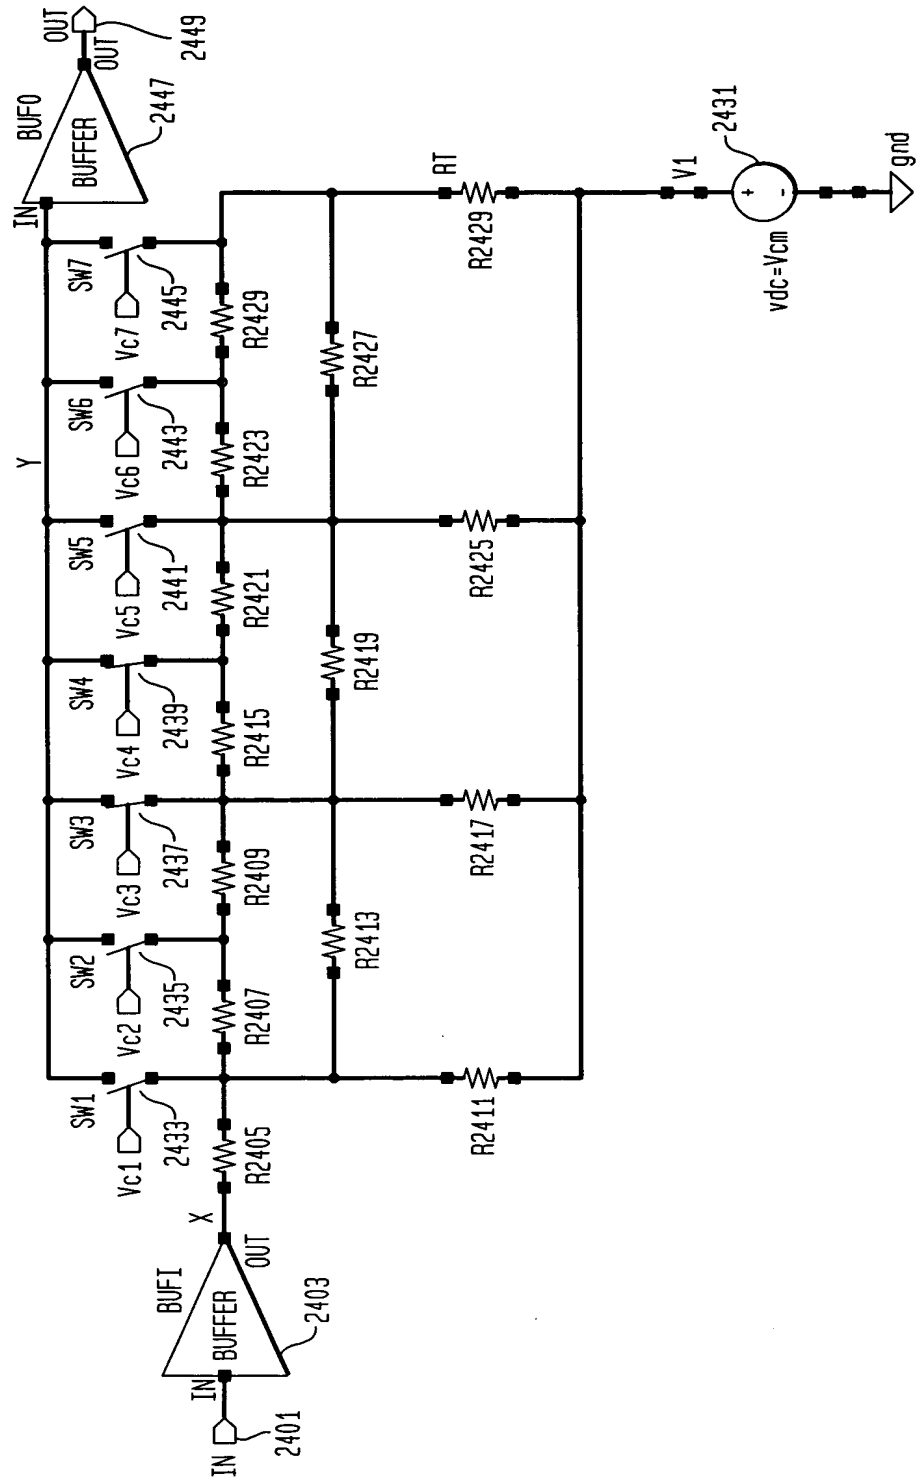 IN
2401
IN
BUFFER
BUFI
2403
OUT
X
R2405
Vc1
SW1
2433
R2407
Vc2
SW2
2435
R2409
Vc3
SW3
2437
R2415
Vc4
SW4
2439
R2421
Vc5
SW5
2441
R2423
Vc6
SW6
2443
R2429
Vc7
SW7
2445
Y
IN
BUFFER
BUFO
2447
OUT
OUT
2449
R2413
R2419
R2427
R2411
R2417
R2425
R2429
RT
V1
+
-
2431
vdc=Vcm
gnd